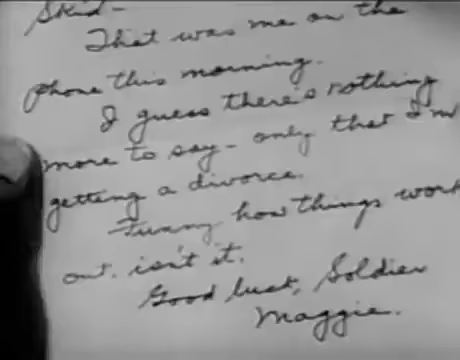 Skid-
That was me on the
phone this morning.
I guess there's nothing
more to say - only that I'm
getting a divorce.
Funny how things work
out. isn't it.
Good luck, Soldier
Maggie.